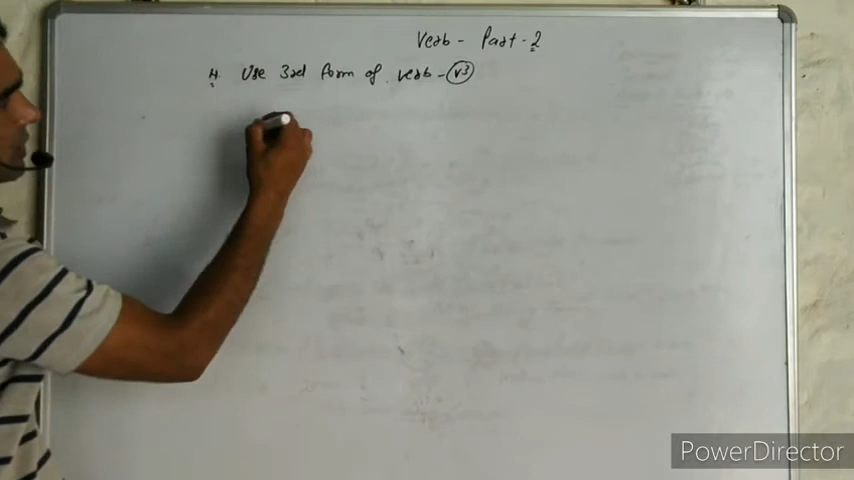 Verb - Part - 2
4. Use 3rd form of verb - V3
PowerDirector